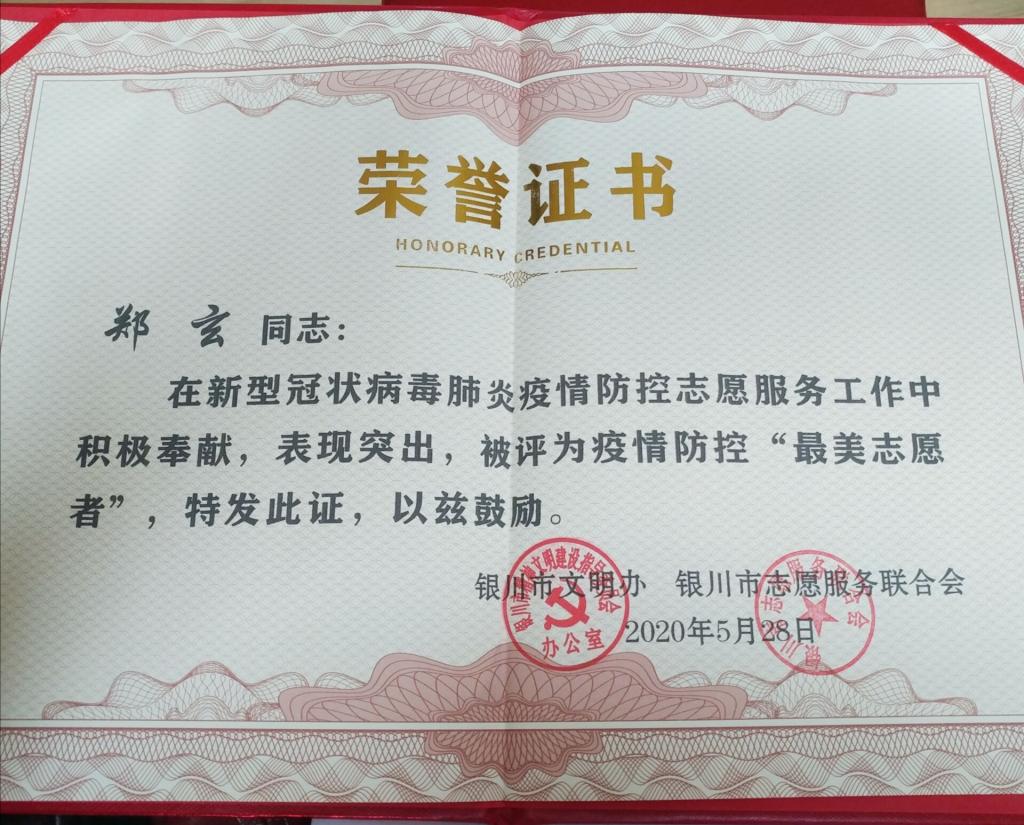 荣誉证书
HONORARY CREDENTIAL
郑 玄 同志：
在新型冠状病毒肺炎疫情防控志愿服务工作中
积极奉献，表现突出，被评为疫情防控“最美志愿
者”，特发此证，以兹鼓励。
银川市文明办 银川市志愿服务联合会
2020年5月28日
办公室